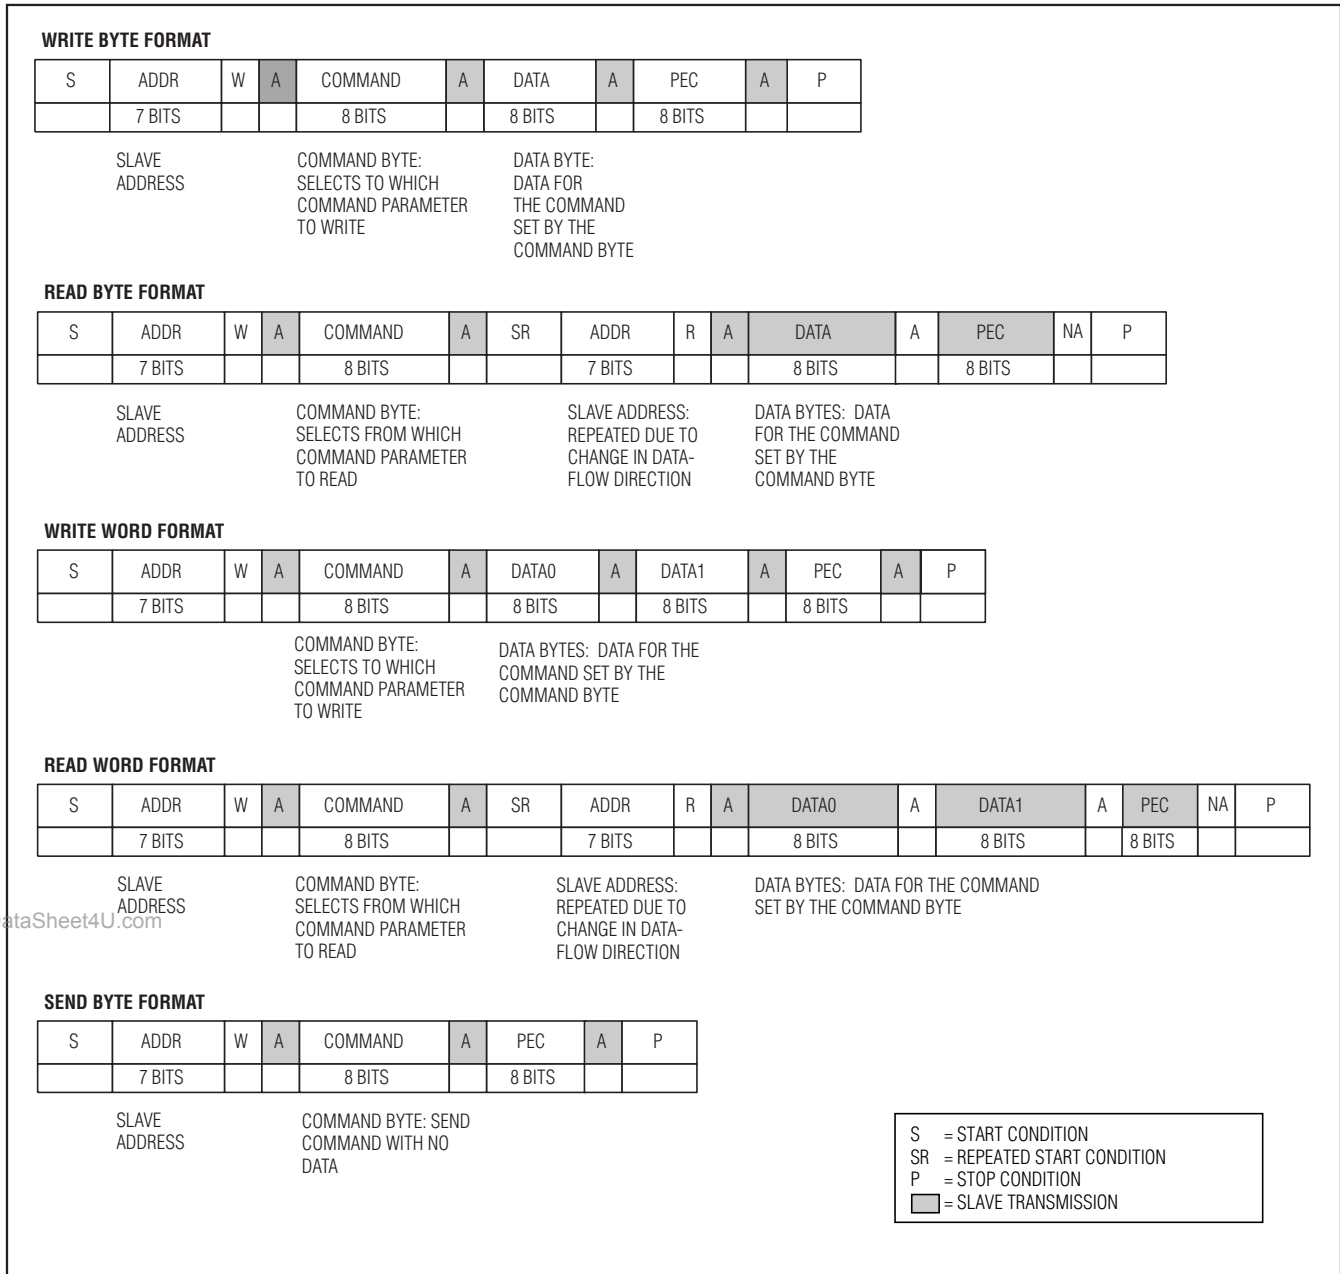 WRITE BYTE FORMAT
S ADDR W A COMMAND A DATA A PEC A P
7 BITS 8 BITS 8 BITS 8 BITS
SLAVE
ADDRESS
COMMAND BYTE:
SELECTS TO WHICH
COMMAND PARAMETER
TO WRITE
DATA BYTE:
DATA FOR
THE COMMAND
SET BY THE
COMMAND BYTE
READ BYTE FORMAT
S ADDR W A COMMAND A SR ADDR R A DATA A PEC NA P
7 BITS 8 BITS 7 BITS 8 BITS 8 BITS
SLAVE
ADDRESS
COMMAND BYTE:
SELECTS FROM WHICH
COMMAND PARAMETER
TO READ
SLAVE ADDRESS:
REPEATED DUE TO
CHANGE IN DATA-
FLOW DIRECTION
DATA BYTES: DATA
FOR THE COMMAND
SET BY THE
COMMAND BYTE
WRITE WORD FORMAT
S ADDR W A COMMAND A DATA0 A DATA1 A PEC A P
7 BITS 8 BITS 8 BITS 8 BITS 8 BITS
COMMAND BYTE:
SELECTS TO WHICH
COMMAND PARAMETER
TO WRITE
DATA BYTES: DATA FOR THE
COMMAND SET BY THE
COMMAND BYTE
READ WORD FORMAT
S ADDR W A COMMAND A SR ADDR R A DATA0 A DATA1 A PEC NA P
7 BITS 8 BITS 7 BITS 8 BITS 8 BITS 8 BITS
SLAVE
ADDRESS
COMMAND BYTE:
SELECTS FROM WHICH
COMMAND PARAMETER
TO READ
SLAVE ADDRESS:
REPEATED DUE TO
CHANGE IN DATA-
FLOW DIRECTION
DATA BYTES: DATA FOR THE COMMAND
SET BY THE COMMAND BYTE
ataSheet4U.com
SEND BYTE FORMAT
S ADDR W A COMMAND A PEC A P
7 BITS 8 BITS 8 BITS
SLAVE
ADDRESS
COMMAND BYTE: SEND
COMMAND WITH NO
DATA
S = START CONDITION
SR = REPEATED START CONDITION
P = STOP CONDITION
= SLAVE TRANSMISSION